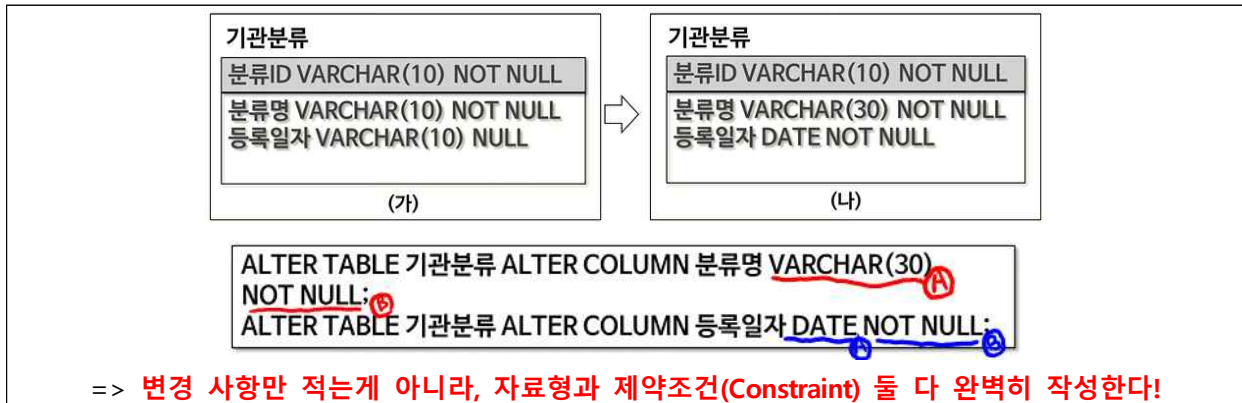 기관분류
분류ID VARCHAR(10) NOT NULL
분류명 VARCHAR(10) NOT NULL
등록일자 VARCHAR(10) NULL
(가)
기관분류
분류ID VARCHAR(10) NOT NULL
분류명 VARCHAR(30) NOT NULL
등록일자 DATE NOT NULL
(나)
ALTER TABLE 기관분류 ALTER COLUMN 분류명 VARCHAR(30) A
NOT NULL; B
ALTER TABLE 기관분류 ALTER COLUMN 등록일자 DATE NOT NULL;
A B
=> 변경 사항만 적는게 아니라, 자료형과 제약조건(Constraint) 둘 다 완벽히 작성한다!